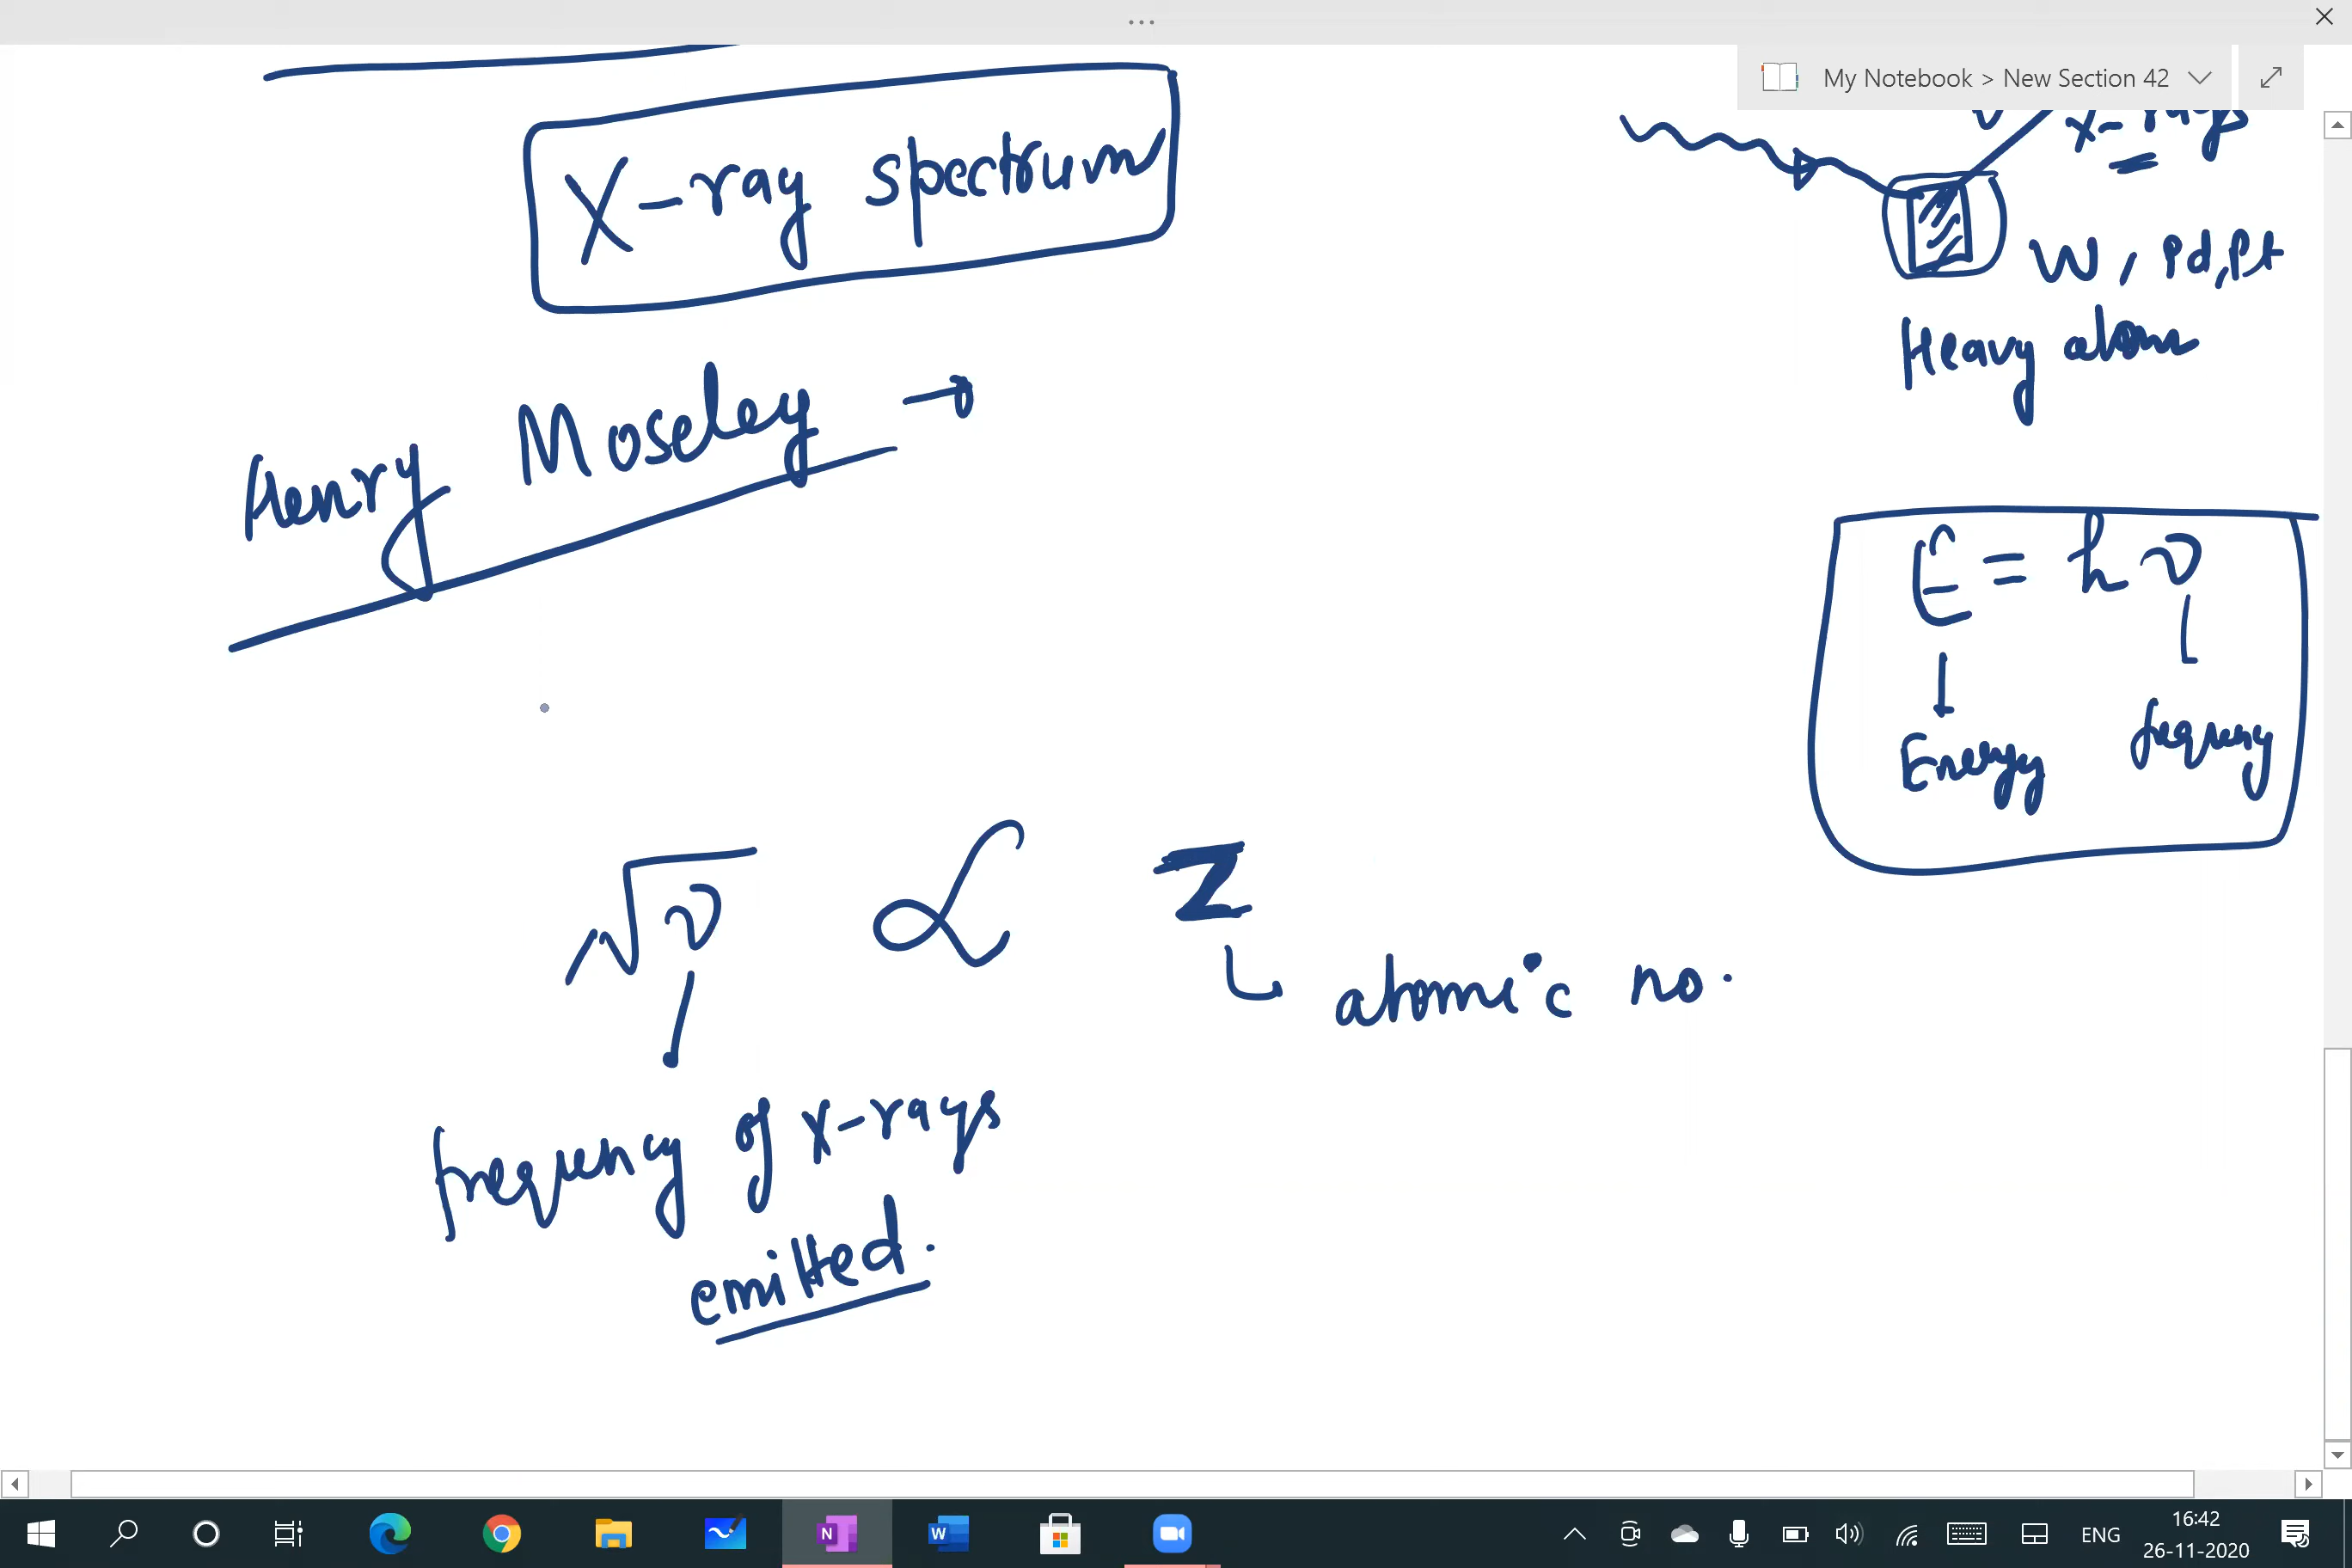 ...
My Notebook > New Section 42
X-ray spectrum
X-rays
W, Pd, Pt
Heavy atoms
Henry Moseley →
E = hν
Energy
frequency
√ν ∝ Z
atomic no.
frequency of X-rays
emitted.
N
W
ENG
16:42
26-11-2020